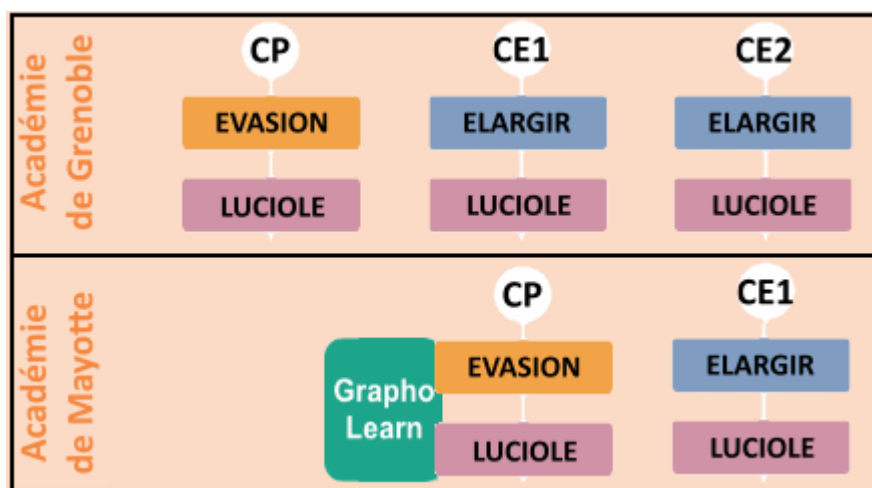 Académie
de Grenoble
CP
CE1
CE2
EVASION
ELARGIR
ELARGIR
LUCIOLE
LUCIOLE
LUCIOLE
Académie
de Mayotte
CP
CE1
Grapho
Learn
EVASION
ELARGIR
LUCIOLE
LUCIOLE